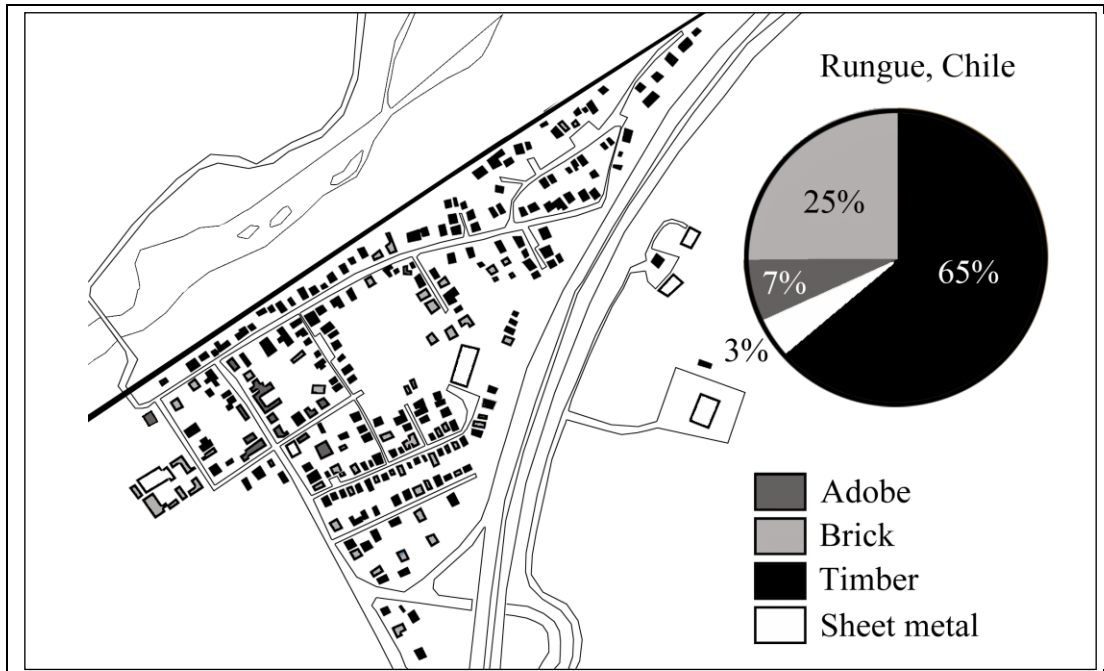 Rungue, Chile
25%
65%
7%
3%
Adobe
Brick
Timber
Sheet metal